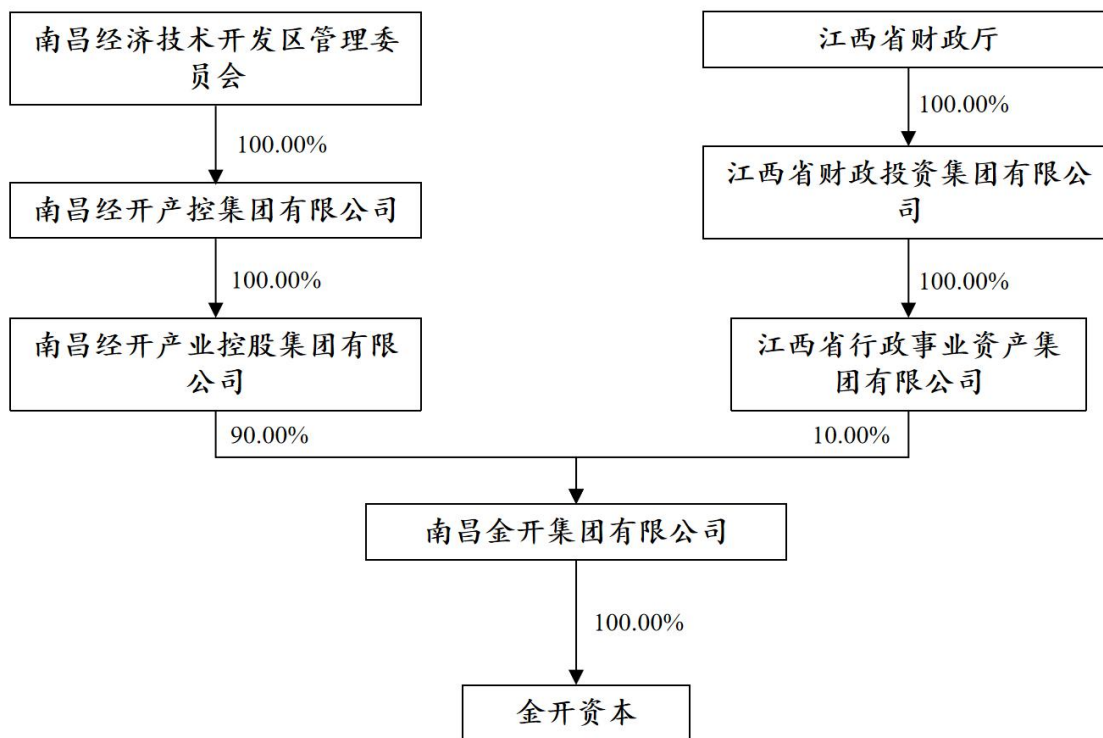 南昌经济技术开发区管理委
员会
江西省财政厅
100.00%
100.00%
南昌经开产控集团有限公司
江西省财政投资集团有限公
司
100.00%
100.00%
南昌经开产业控股集团有限
公司
江西省行政事业资产集
团有限公司
90.00%
10.00%
南昌金开集团有限公司
100.00%
金开资本